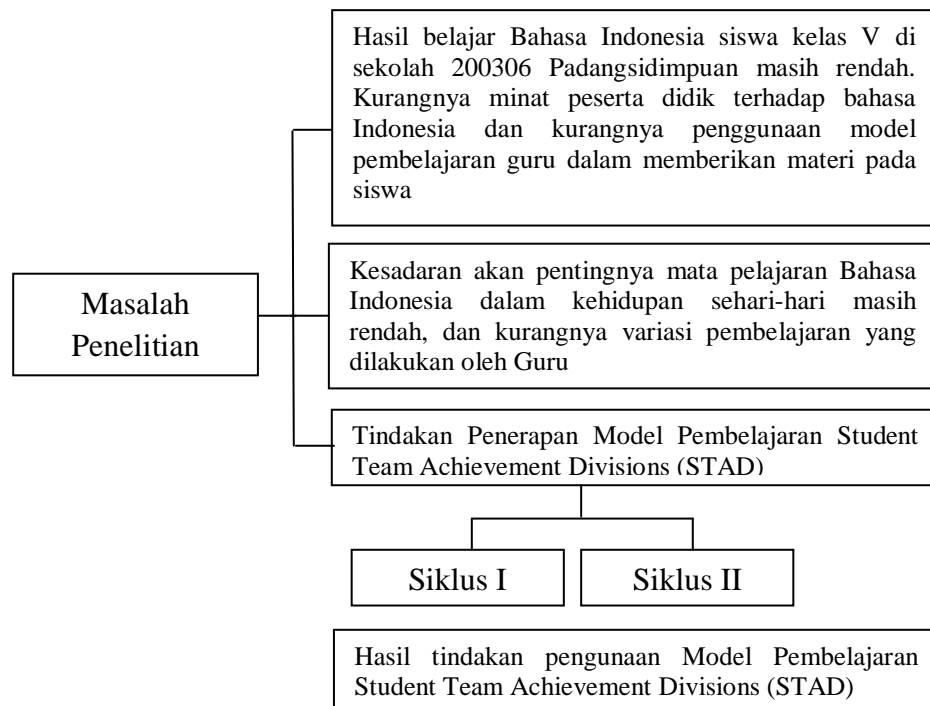 Hasil belajar Bahasa Indonesia siswa kelas V di
sekolah 200306 Padangsidimpuan masih rendah.
Kurangnya minat peserta didik terhadap bahasa
Indonesia dan kurangnya penggunaan model
pembelajaran guru dalam memberikan materi pada
siswa
Masalah
Penelitian
Kesadaran akan pentingnya mata pelajaran Bahasa
Indonesia dalam kehidupan sehari-hari masih
rendah, dan kurangnya variasi pembelajaran yang
dilakukan oleh Guru
Tindakan Penerapan Model Pembelajaran Student
Team Achievement Divisions (STAD)
Siklus I
Siklus II
Hasil tindakan pengunaan Model Pembelajaran
Student Team Achievement Divisions (STAD)